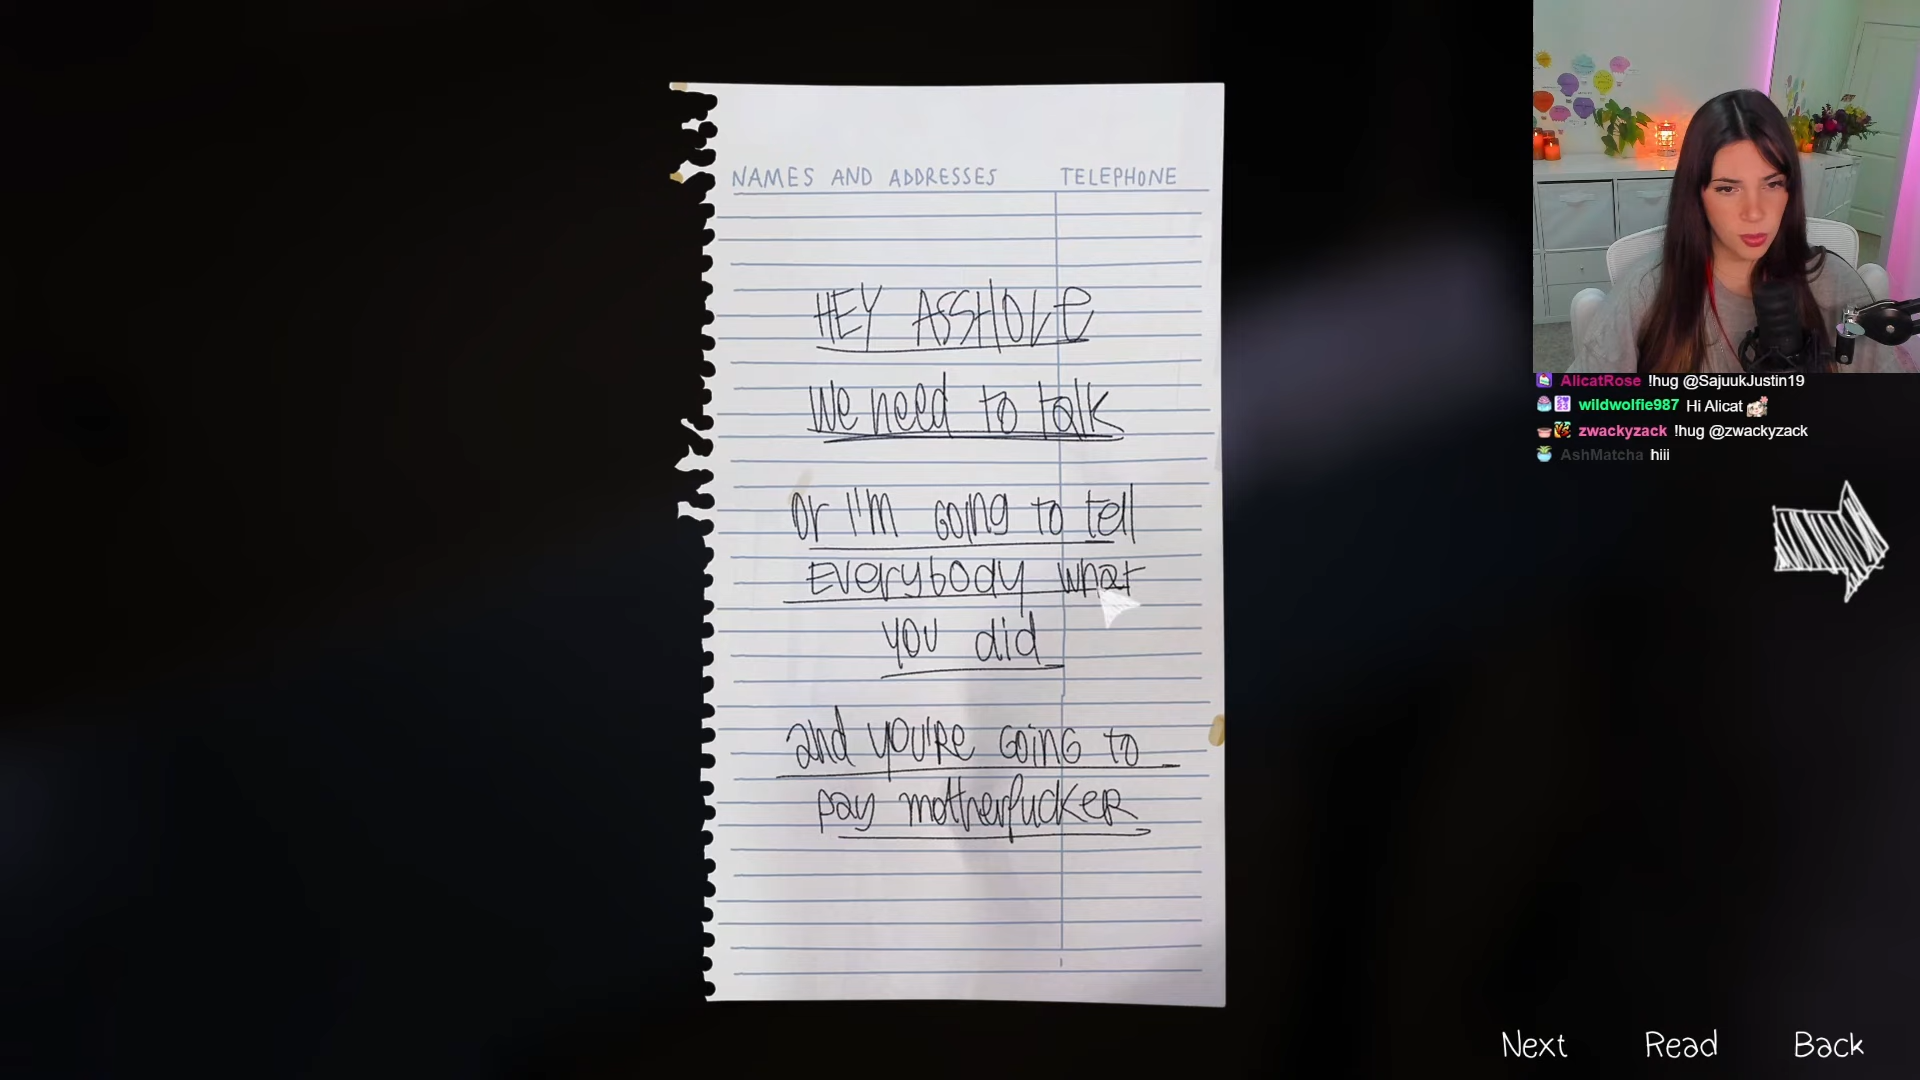 NAMES AND ADDRESSES TELEPHONE
HEY ASSHOLE
We need to talk
Or I'm GOING TO tell
Everybody what
you did
and you're GOING to
pay motherfucker
AlicatRose !hug @SajuukJustin19
wildwolfie987 Hi Alicat
zwackyzack !hug @zwackyzack
AshMatcha hiii
Next Read Back